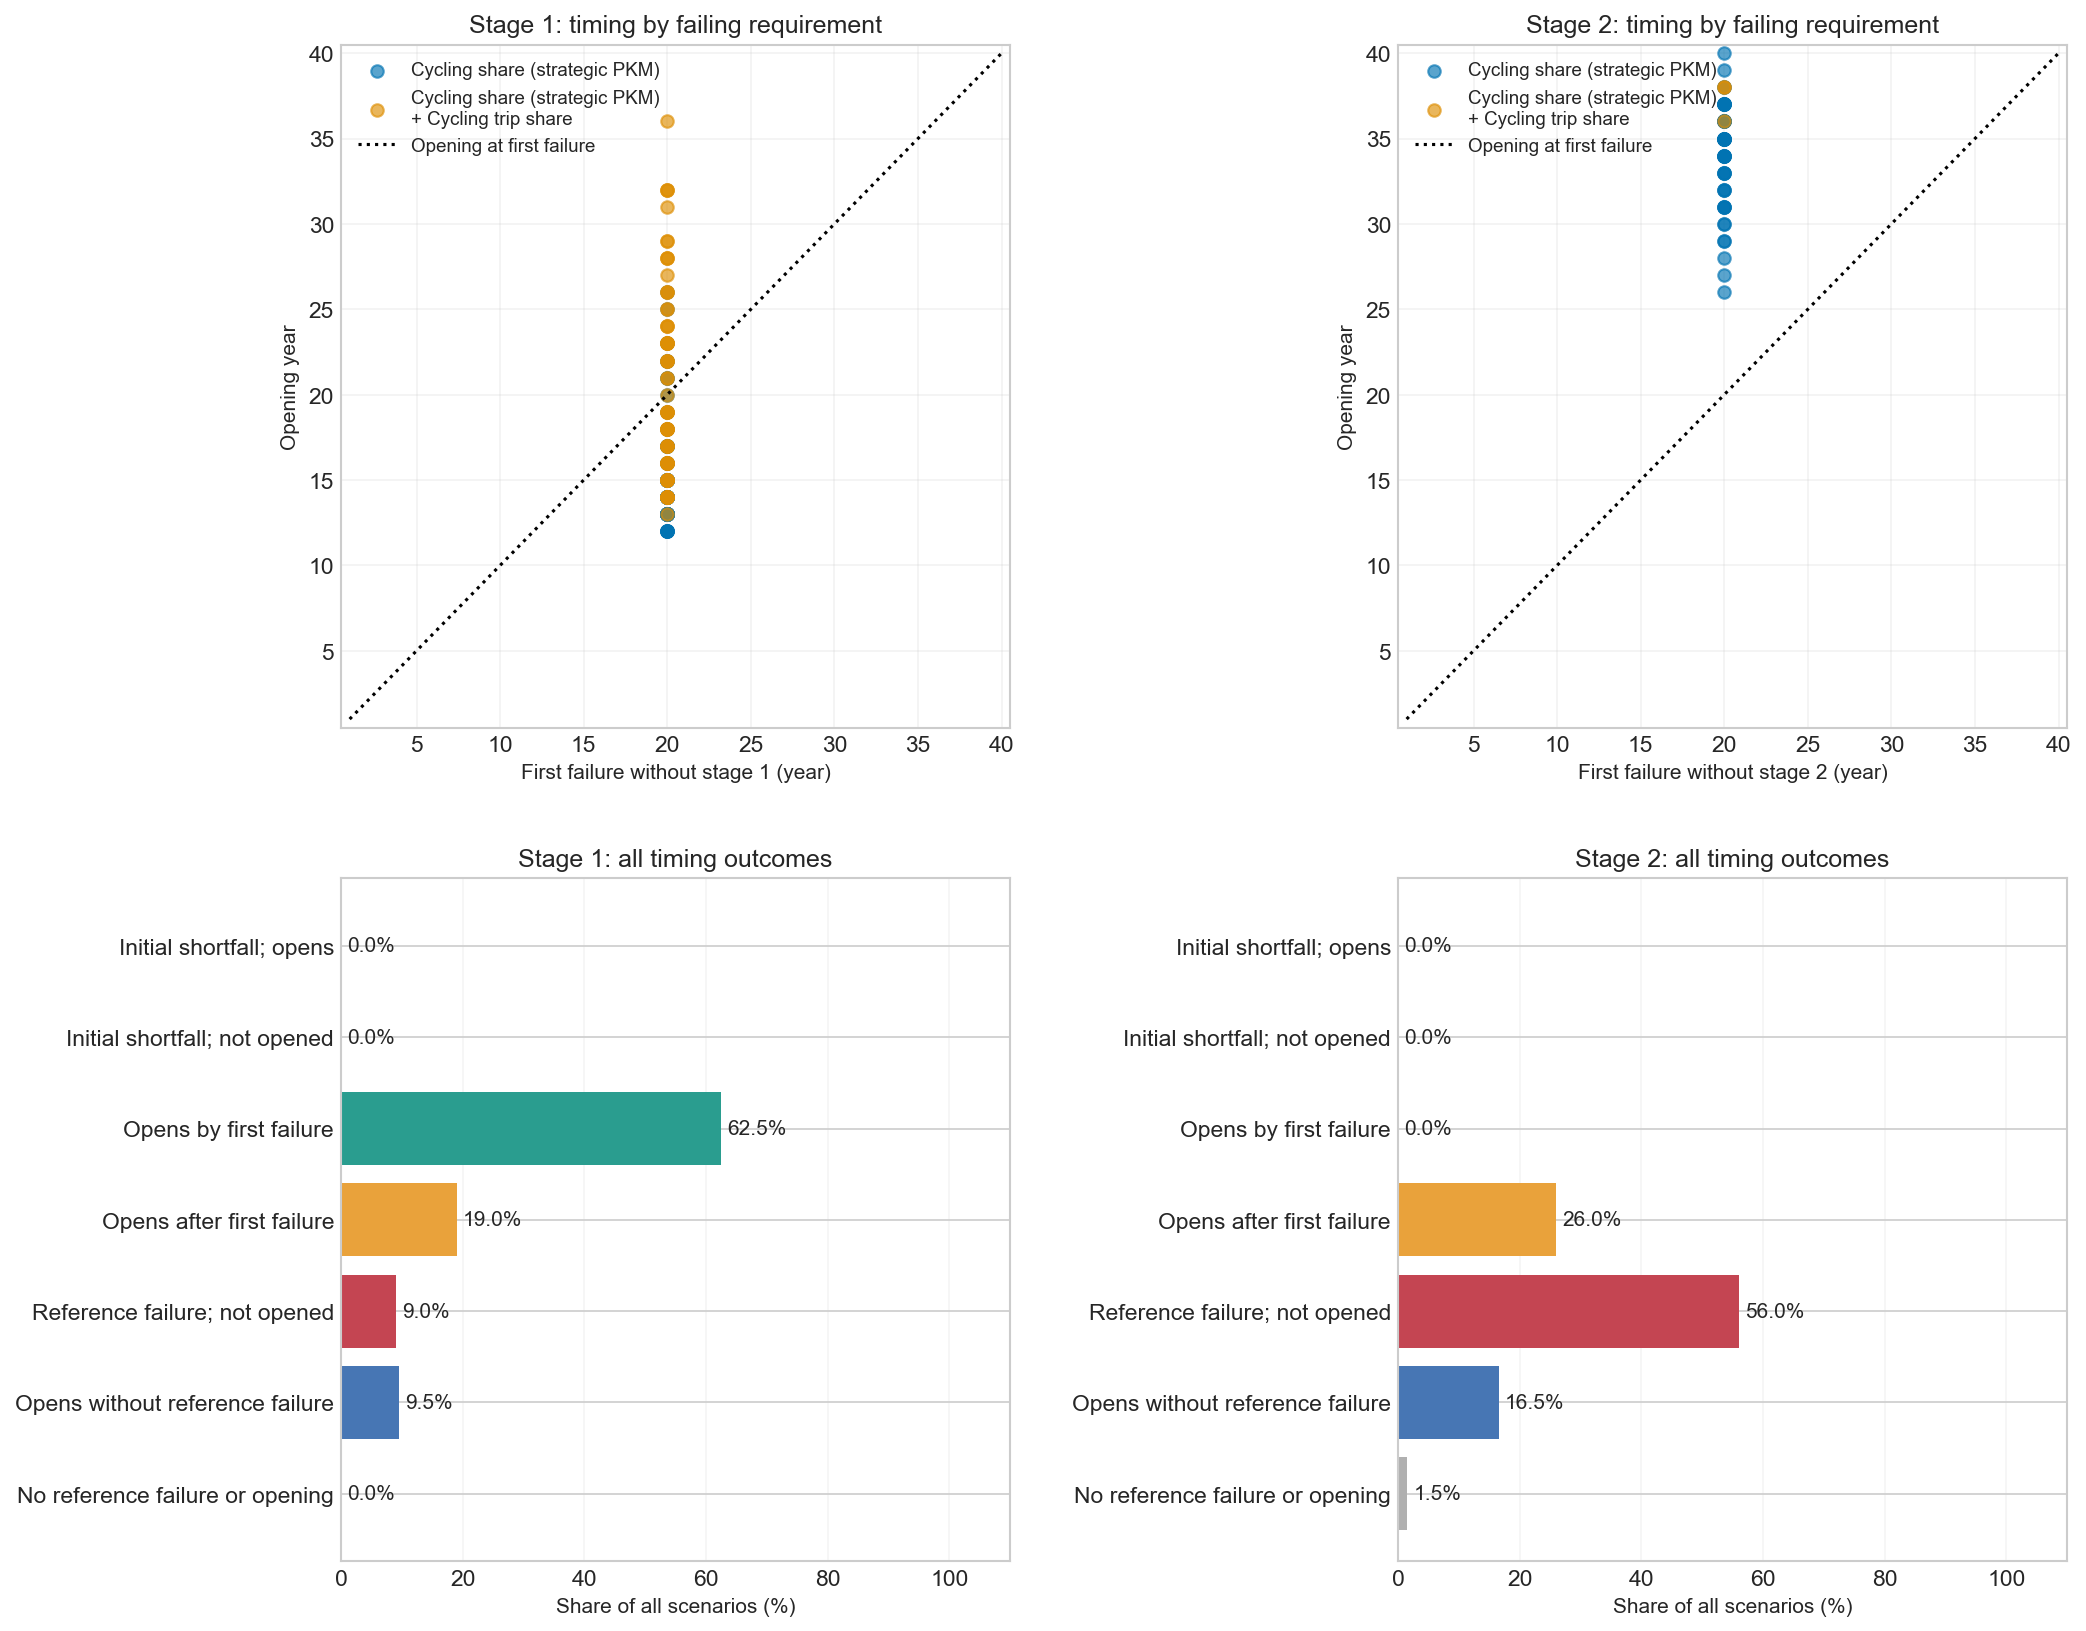 Stage 1: timing by failing requirement
40
35
30
25
20
15
10
5
Opening year
Cycling share (strategic PKM)
Cycling share (strategic PKM)
+ Cycling trip share
Opening at first failure
5 10 15 20 25 30 35 40
First failure without stage 1 (year)
Stage 2: timing by failing requirement
40
35
30
25
20
15
10
5
Opening year
Cycling share (strategic PKM)
Cycling share (strategic PKM)
+ Cycling trip share
Opening at first failure
5 10 15 20 25 30 35 40
First failure without stage 2 (year)
Stage 1: all timing outcomes
Initial shortfall; opens 0.0%
Initial shortfall; not opened 0.0%
Opens by first failure 62.5%
Opens after first failure 19.0%
Reference failure; not opened 9.0%
Opens without reference failure 9.5%
No reference failure or opening 0.0%
0 20 40 60 80 100
Share of all scenarios (%)
Stage 2: all timing outcomes
Initial shortfall; opens 0.0%
Initial shortfall; not opened 0.0%
Opens by first failure 0.0%
Opens after first failure 26.0%
Reference failure; not opened 56.0%
Opens without reference failure 16.5%
No reference failure or opening 1.5%
0 20 40 60 80 100
Share of all scenarios (%)